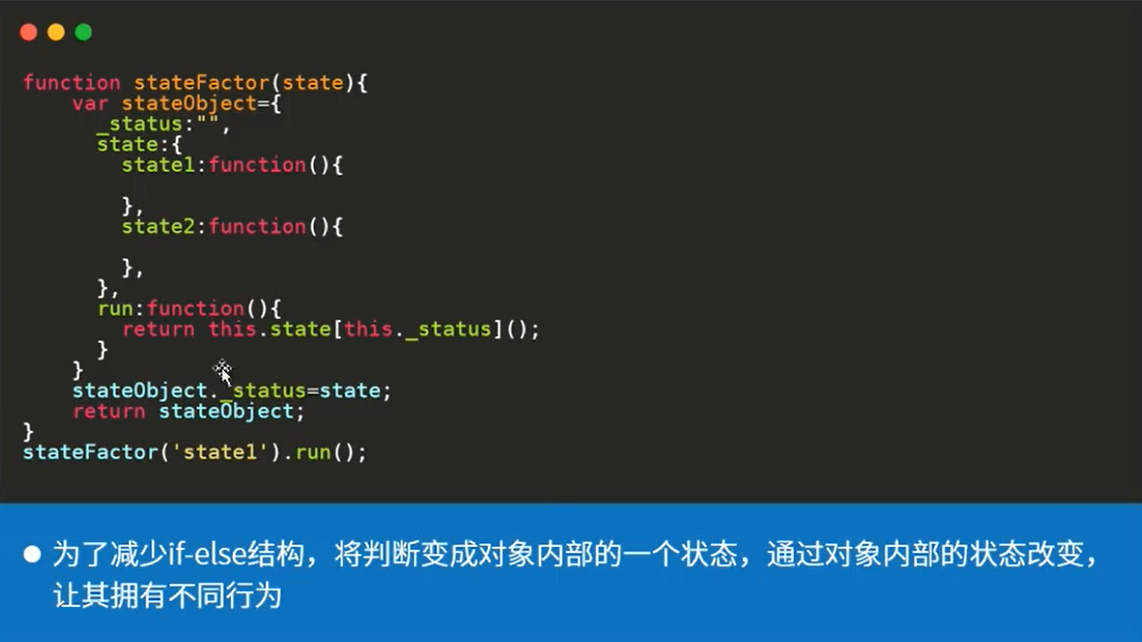 function stateFactor(state){
    var stateObject={
      _status:"",
      state:{
        state1:function(){

        },
        state2:function(){

        },
      },
      run:function(){
        return this.state[this._status]();
      }
    }
    stateObject._status=state;
    return stateObject;
}
stateFactor('state1').run();
● 为了减少if-else结构，将判断变成对象内部的一个状态，通过对象内部的状态改变，
让其拥有不同行为